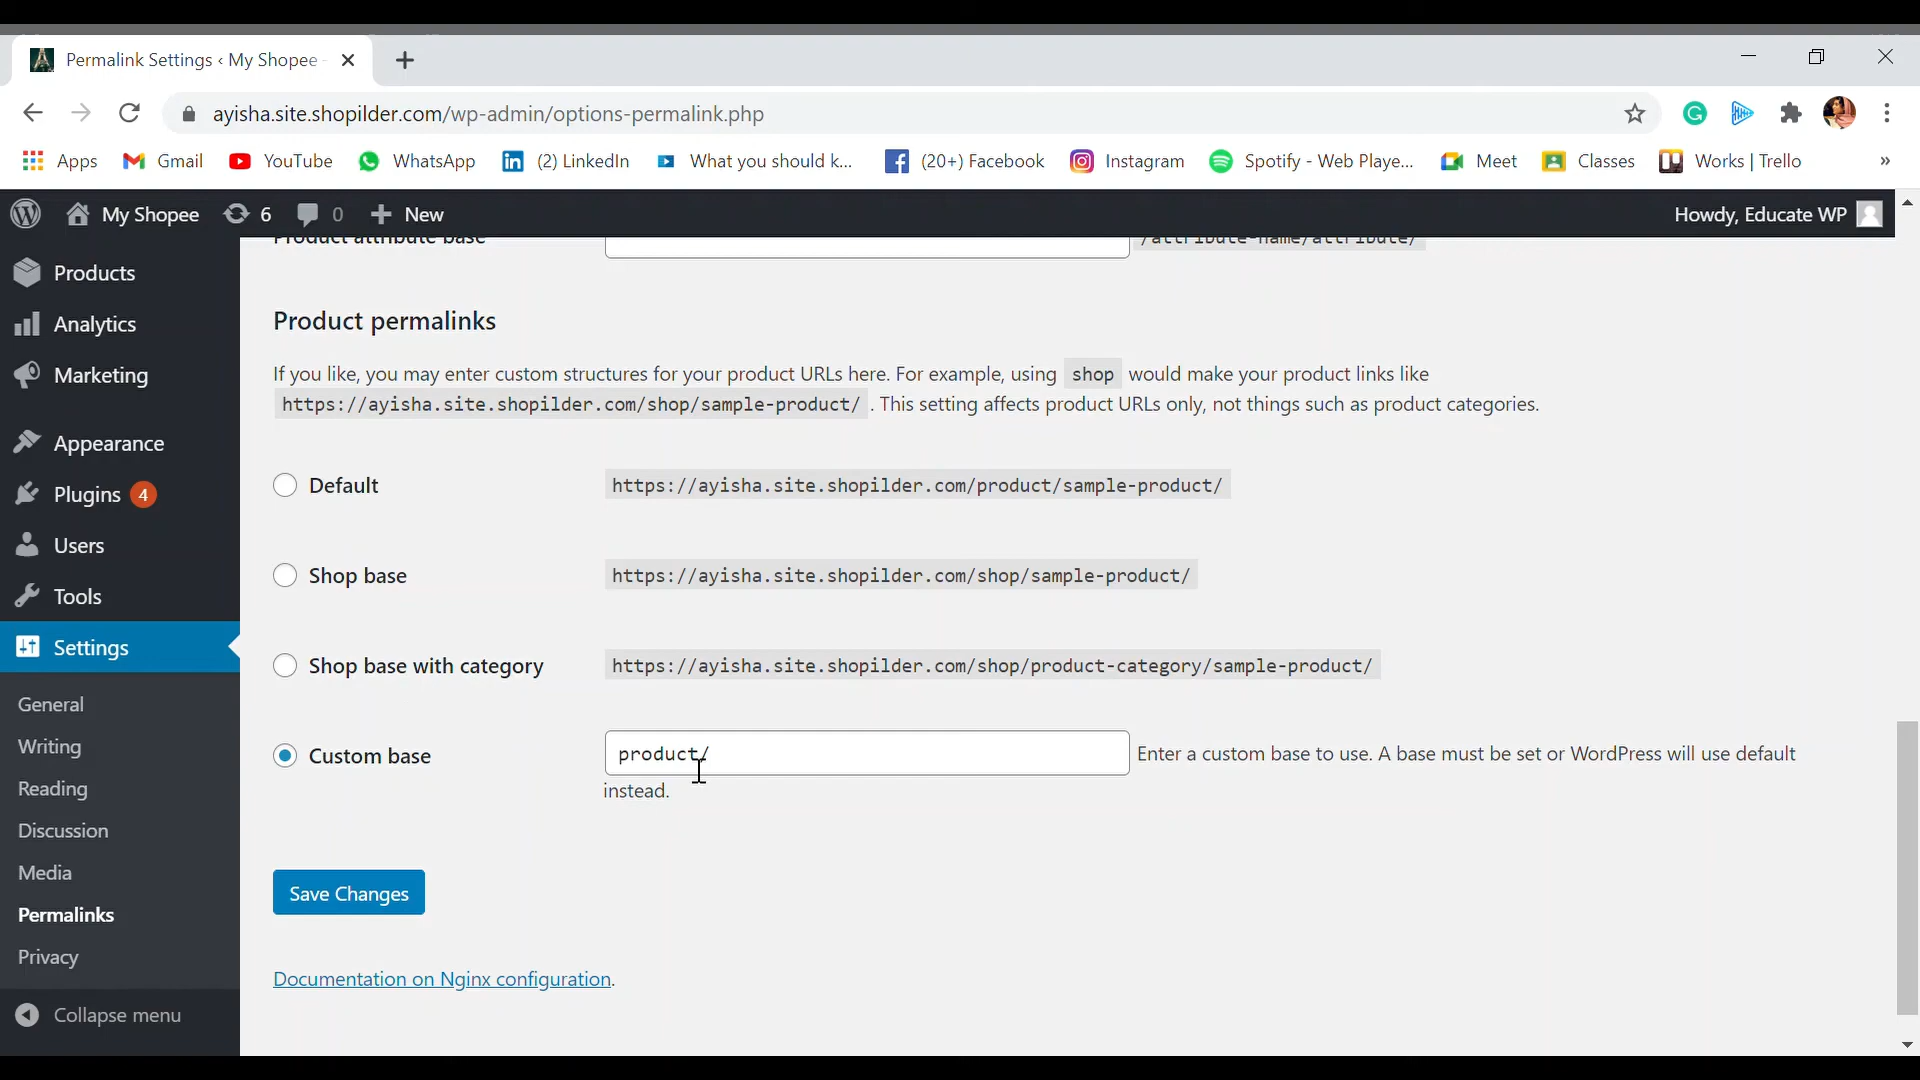 Permalink Settings ‹ My Shopee -
ayisha.site.shopilder.com/wp-admin/options-permalink.php
Apps Gmail YouTube WhatsApp (2) LinkedIn What you should k... (20+) Facebook Instagram Spotify - Web Playe... Meet Classes Works | Trello »
My Shopee 6 0 New Howdy, Educate WP
Product attribute base /attribute-name/attribute/
Products
Analytics
Marketing
Appearance
Plugins 4
Users
Tools
Settings
General
Writing
Reading
Discussion
Media
Permalinks
Privacy
Collapse menu
Product permalinks
If you like, you may enter custom structures for your product URLs here. For example, using shop would make your product links like
https://ayisha.site.shopilder.com/shop/sample-product/ . This setting affects product URLs only, not things such as product categories.
Default https://ayisha.site.shopilder.com/product/sample-product/
Shop base https://ayisha.site.shopilder.com/shop/sample-product/
Shop base with category https://ayisha.site.shopilder.com/shop/product-category/sample-product/
Custom base product/ Enter a custom base to use. A base must be set or WordPress will use default
instead.
Save Changes
Documentation on Nginx configuration.